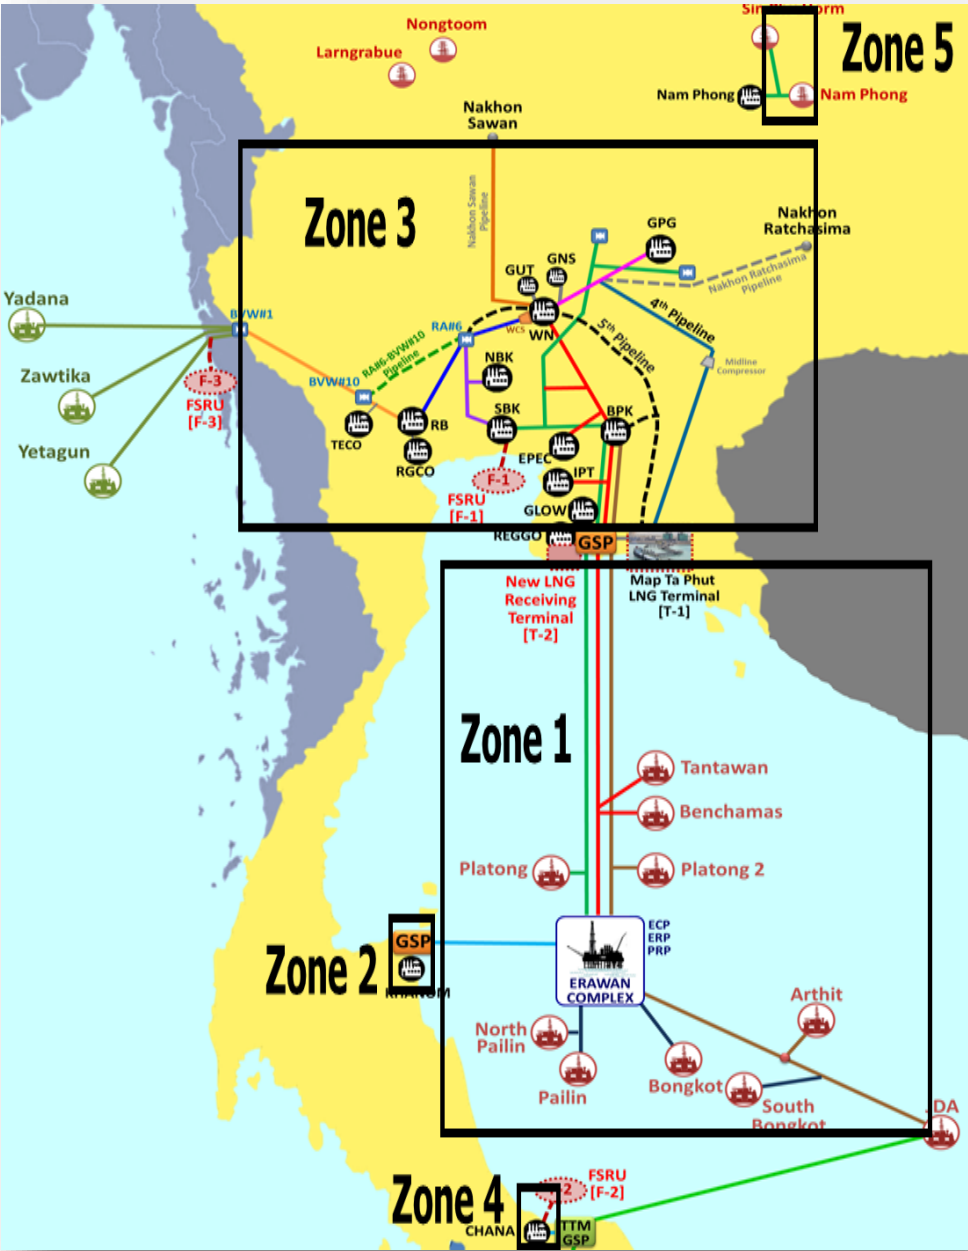 Nongtoom
Larngrabue
Zone 5
Nam Phong
Nam Phong
Nakhon
Sawan
Nakhon Sawan
Pipeline
Zone 3
Nakhon
Ratchasima
Nakhon Ratchasima
Pipeline
GPG
GNS
GUT
WN
WCS
4th Pipeline
5th Pipeline
Midline
Compressor
Yadana
BVW#1
Zawtika
F-3
FSRU
[F-3]
Yetagun
RA#6
RA#6-BVW#10
Pipeline
BVW#10
NBK
SBK
BPK
TECO
RB
RGCO
EPEC
IPT
F-1
FSRU
[F-1]
GLOW
REGGO
GSP
New LNG
Receiving
Terminal
[T-2]
Map Ta Phut
LNG Terminal
[T-1]
Zone 1
Tantawan
Benchamas
Platong
Platong 2
ECP
ERP
PRP
ERAWAN
COMPLEX
Zone 2
GSP
KHANOM
North
Pailin
Pailin
Bongkot
Arthit
South
Bongkot
DA
Zone 4
FSRU
[F-2]
CHANA
TTM
GSP